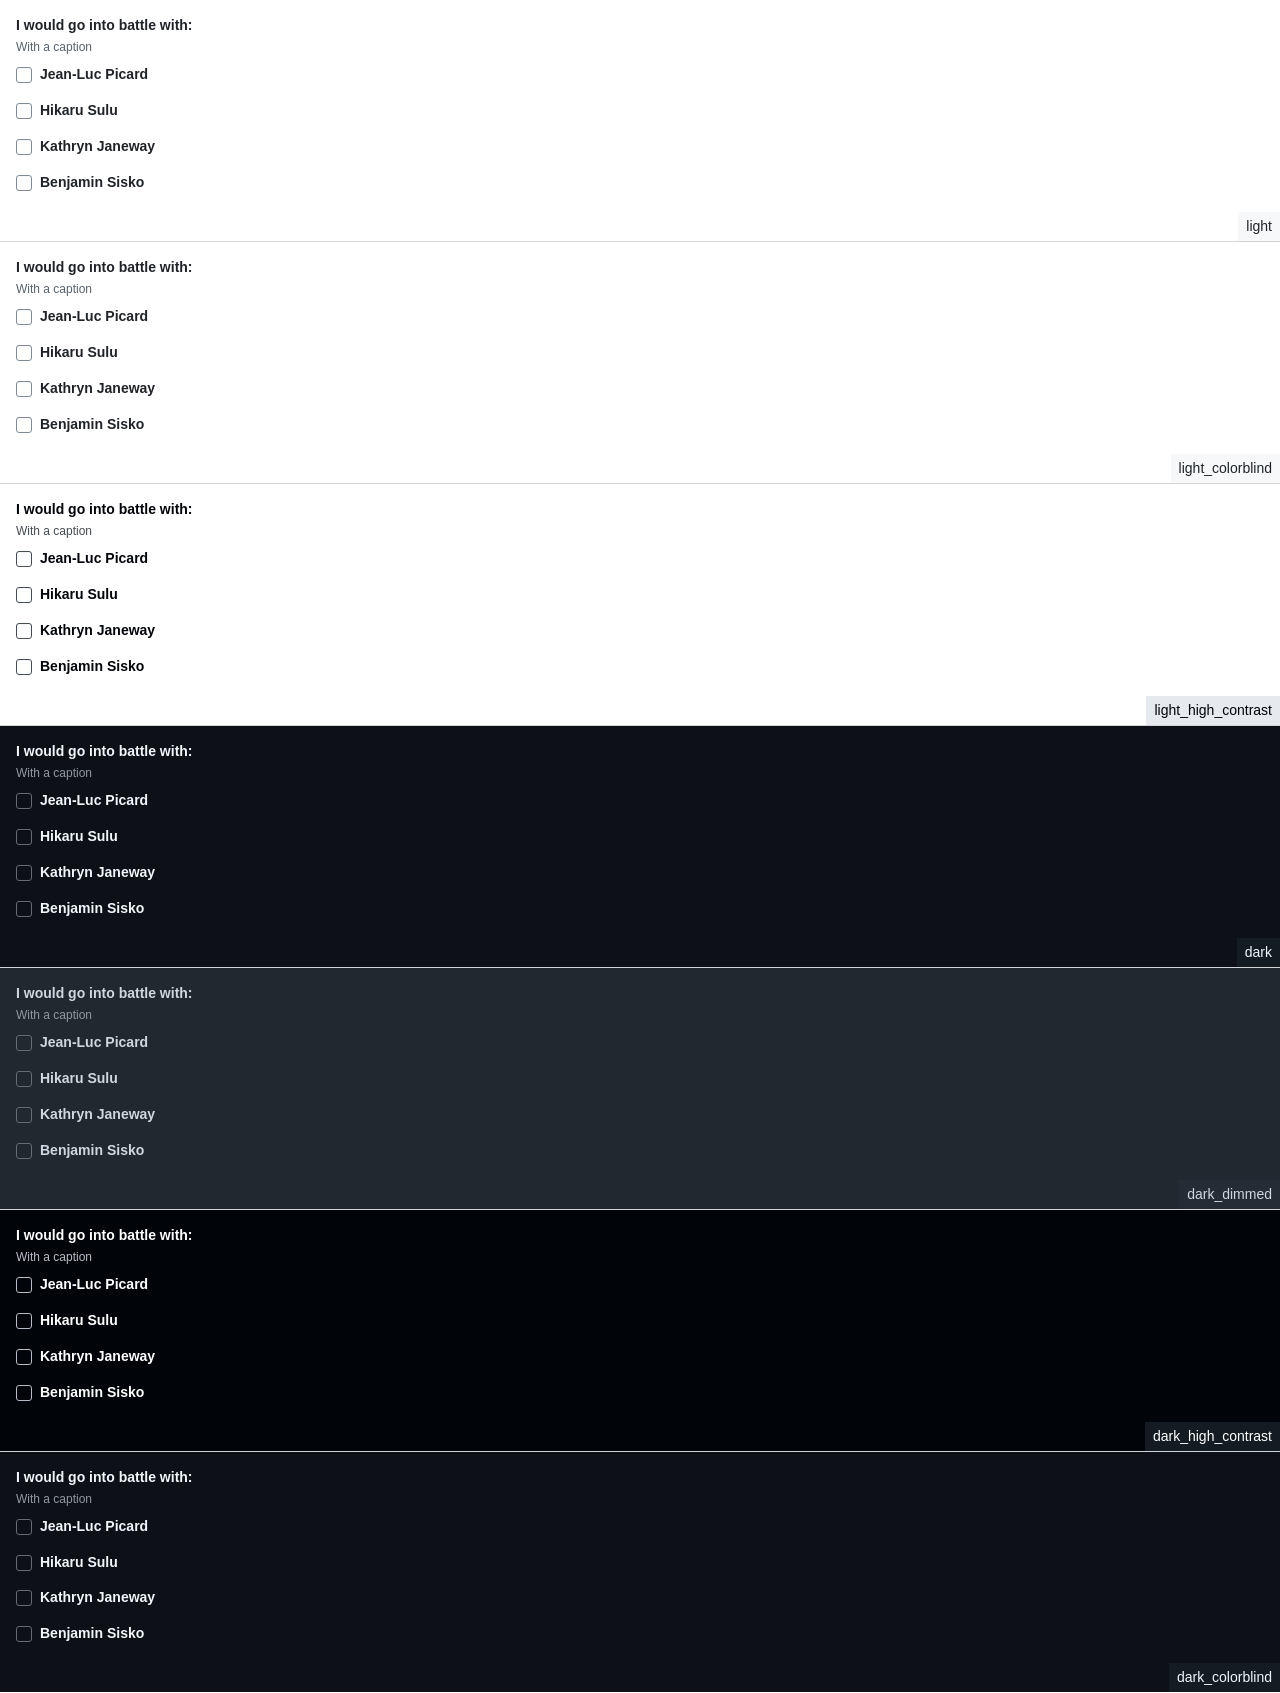 I would go into battle with:
With a caption
Jean-Luc Picard
Hikaru Sulu
Kathryn Janeway
Benjamin Sisko
light
I would go into battle with:
With a caption
Jean-Luc Picard
Hikaru Sulu
Kathryn Janeway
Benjamin Sisko
light_colorblind
I would go into battle with:
With a caption
Jean-Luc Picard
Hikaru Sulu
Kathryn Janeway
Benjamin Sisko
light_high_contrast
I would go into battle with:
With a caption
Jean-Luc Picard
Hikaru Sulu
Kathryn Janeway
Benjamin Sisko
dark
I would go into battle with:
With a caption
Jean-Luc Picard
Hikaru Sulu
Kathryn Janeway
Benjamin Sisko
dark_dimmed
I would go into battle with:
With a caption
Jean-Luc Picard
Hikaru Sulu
Kathryn Janeway
Benjamin Sisko
dark_high_contrast
I would go into battle with:
With a caption
Jean-Luc Picard
Hikaru Sulu
Kathryn Janeway
Benjamin Sisko
dark_colorblind